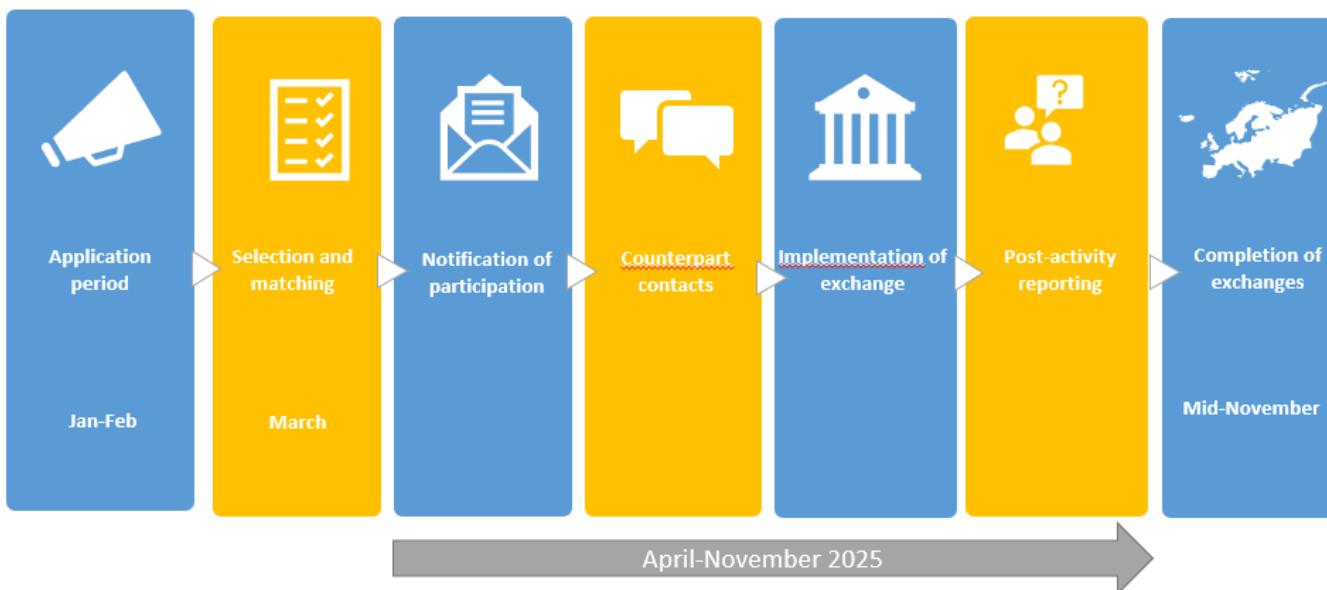 Application
period
Selection and
matching
Notification of
participation
Counterpart
contacts
Implementation of
exchange
?
Post-activity
reporting
Completion of
exchanges
Jan-Feb
March
Mid-November
April-November 2025